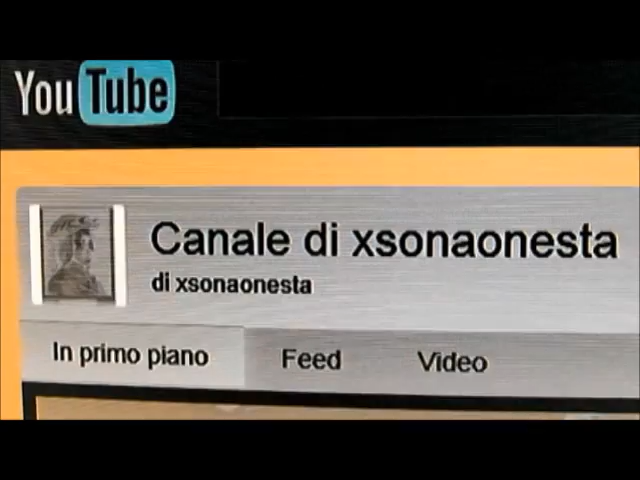 YouTube
Canale di xsonaonesta
di xsonaonesta
In primo piano Feed Video